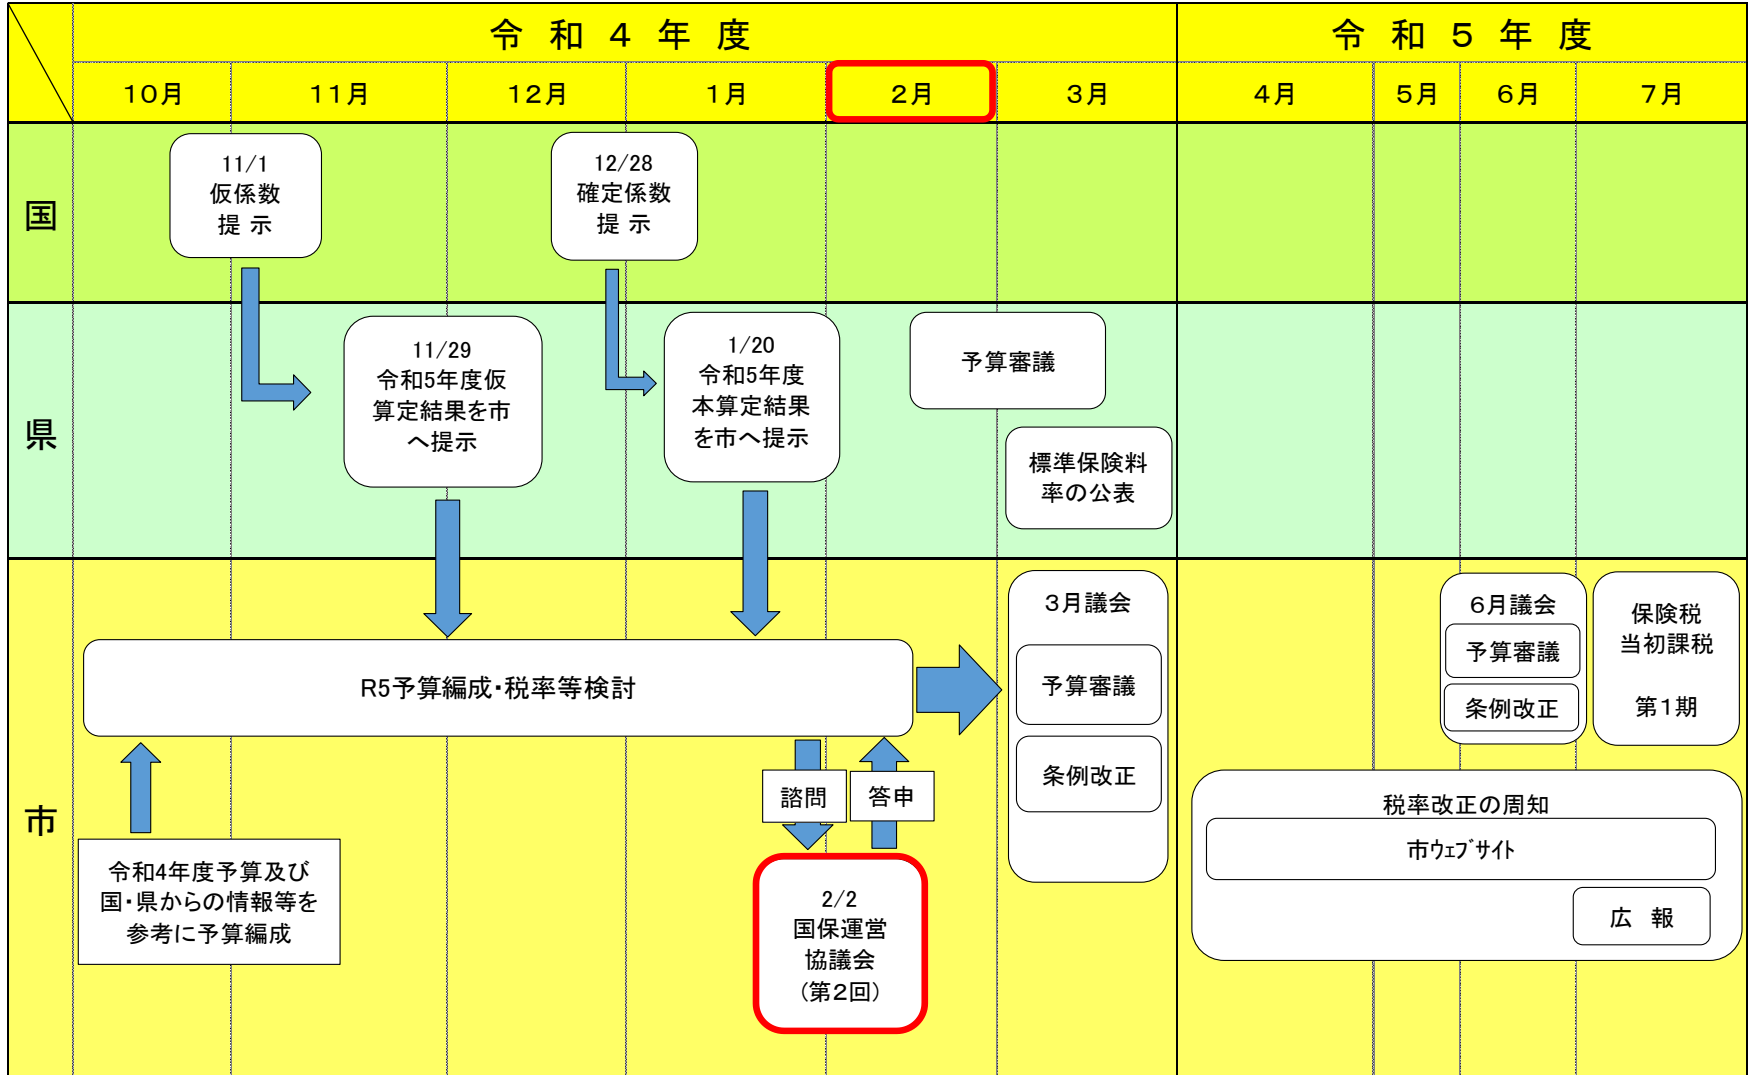 令和４年度
令和５年度
10月
11月
12月
1月
2月
3月
4月
5月
6月
7月
国
11/1
仮係数
提 示
12/28
確定係数
提 示
県
11/29
令和5年度仮
算定結果を市
へ提示
1/20
令和5年度
本算定結果
を市へ提示
予算審議
標準保険料
率の公表
市
R5予算編成・税率等検討
3月議会
予算審議
条例改正
6月議会
予算審議
条例改正
保険税
当初課税
第1期
諮問
答申
令和4年度予算及び
国・県からの情報等を
参考に予算編成
2/2
国保運営
協議会
(第2回)
税率改正の周知
市ｳｪﾌﾞｻｲﾄ
広 報